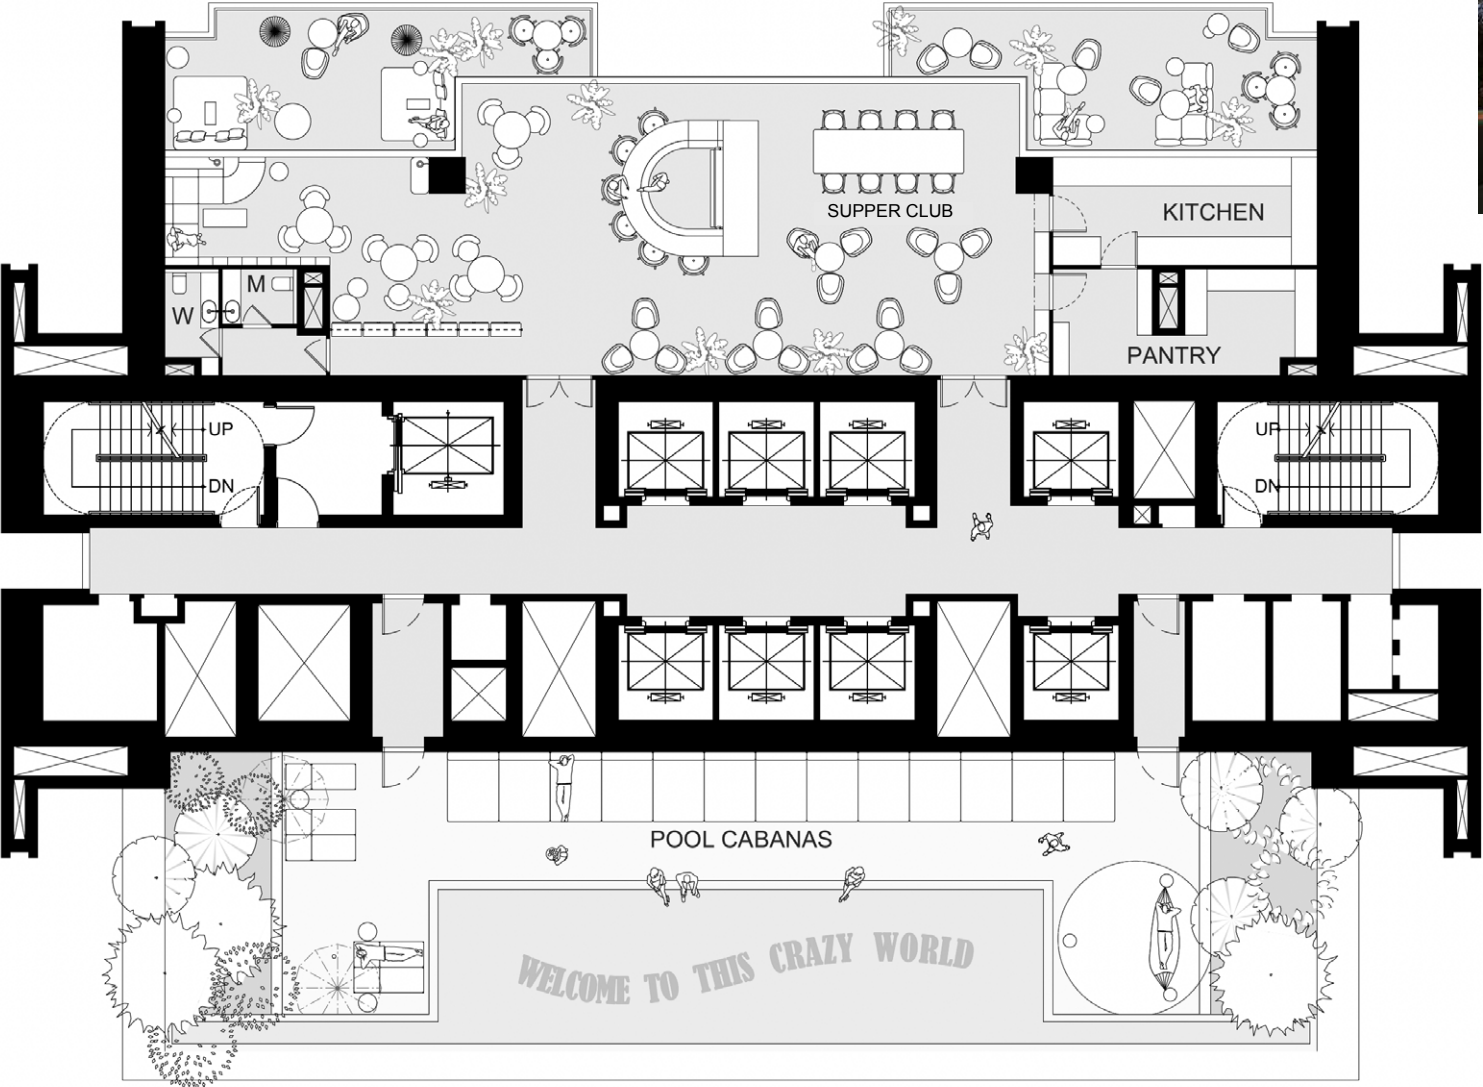 SUPPER CLUB
KITCHEN
M
W
PANTRY
UP
DN
UP
DN
POOL CABANAS
WELCOME TO THIS CRAZY WORLD